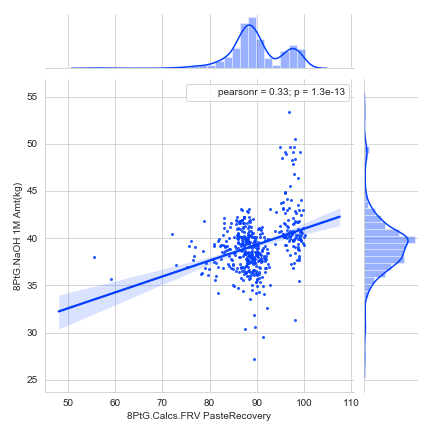 pearsonr = 0.33; p = 1.3e-13
55
50
45
40
35
30
25
8PtG.NaOH 1M Amt(kg)
50 60 70 80 90 100 110
8PtG.Calcs.FRV PasteRecovery